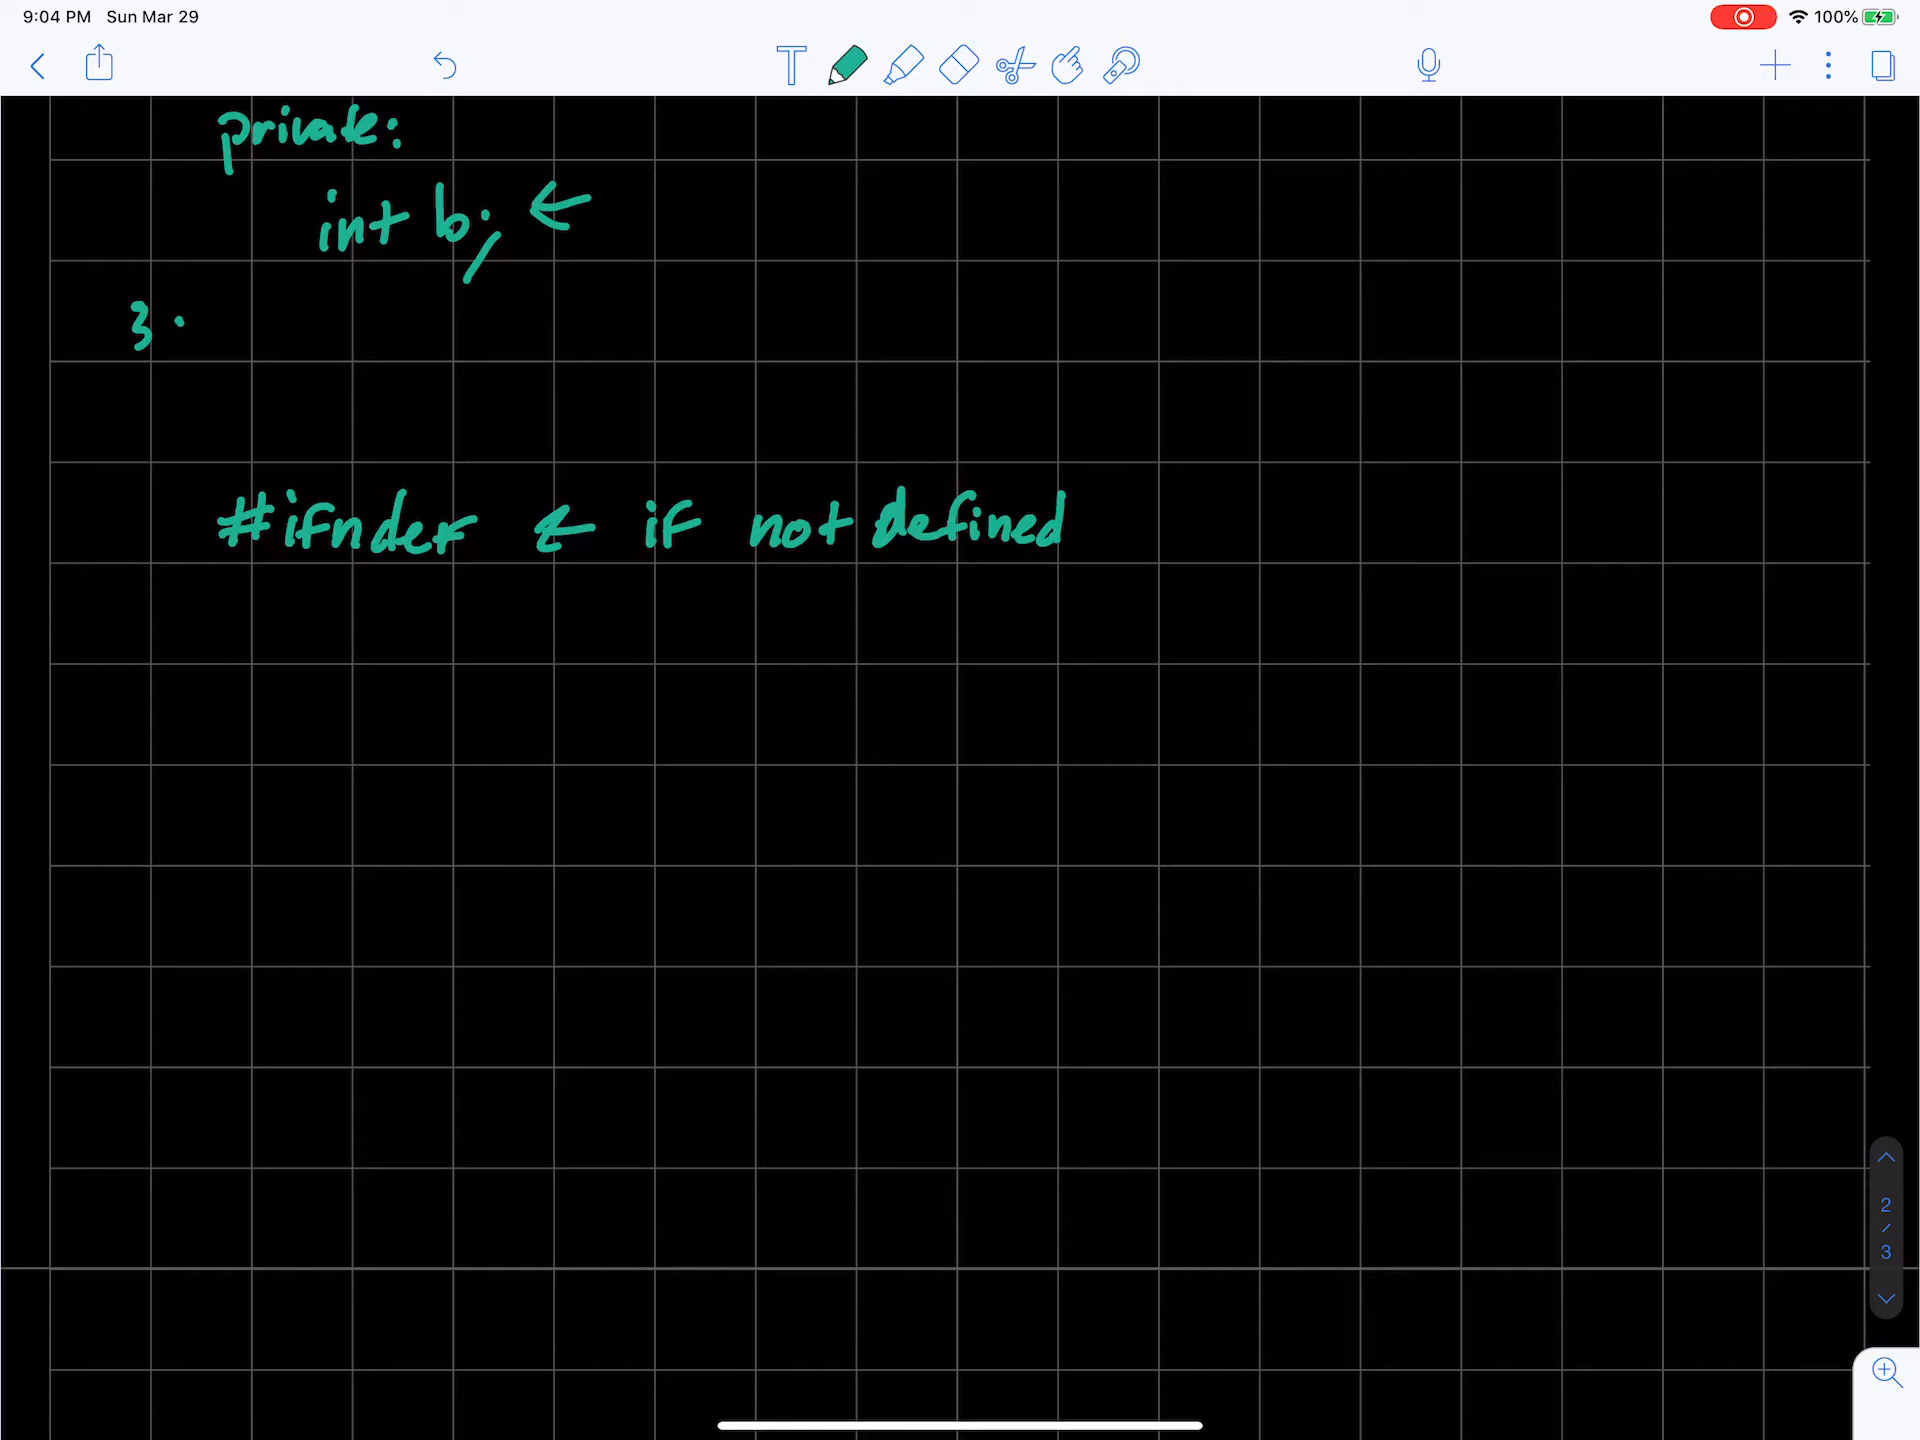 9:04 PM Sun Mar 29
100%
T
private:
int b; ←
3.
#ifndef ← if not defined
2
/
3